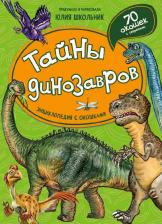 ПРИДУМАЛА И НАРИСОВАЛА
ЮЛИЯ ШКОЛЬНИК
70
ОКОШЕК
Тайны
динозавров
ЭНЦИКЛОПЕДИЯ С ОКОШКАМИ